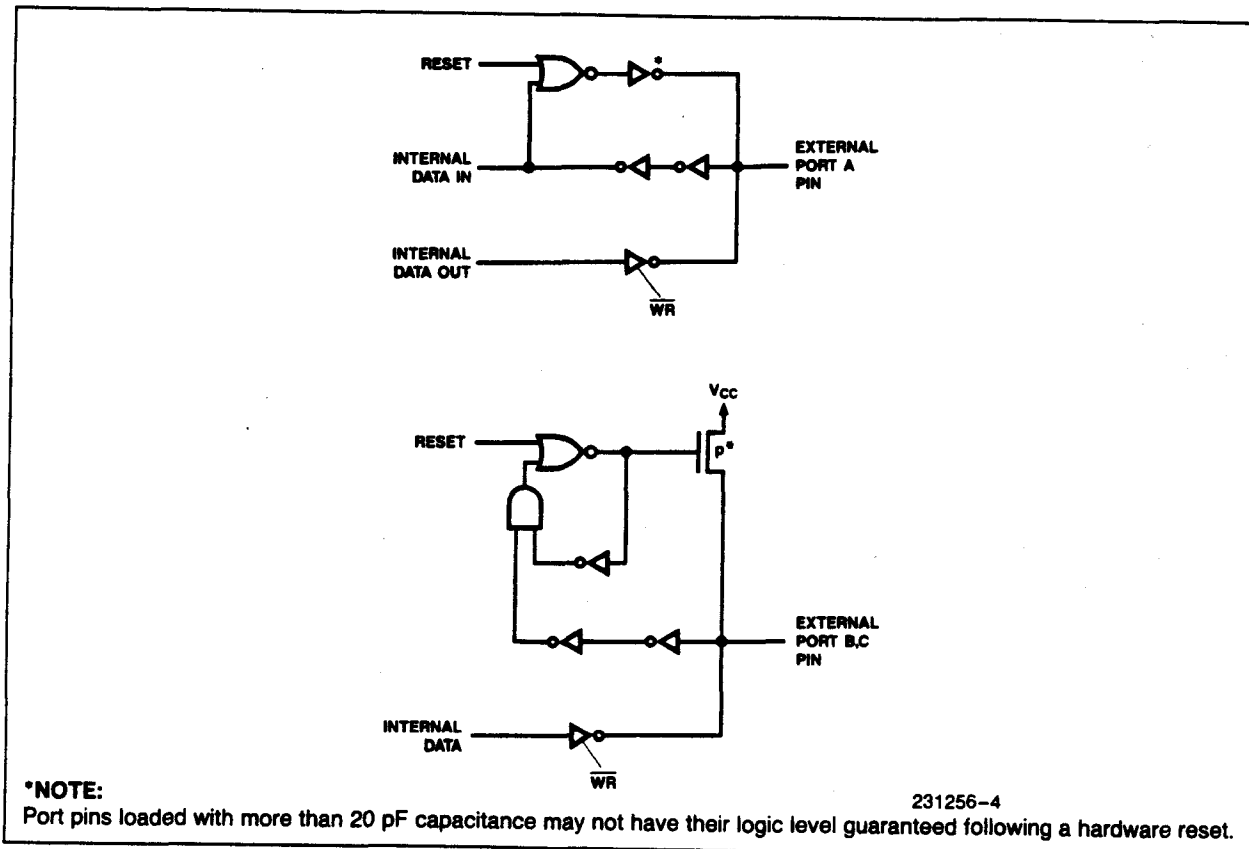 RESET
*
INTERNAL
DATA IN
EXTERNAL
PORT A
PIN
INTERNAL
DATA OUT
WR
VCC
RESET
P*
EXTERNAL
PORT B,C
PIN
INTERNAL
DATA
WR
*NOTE:
231256–4
Port pins loaded with more than 20 pF capacitance may not have their logic level guaranteed following a hardware reset.